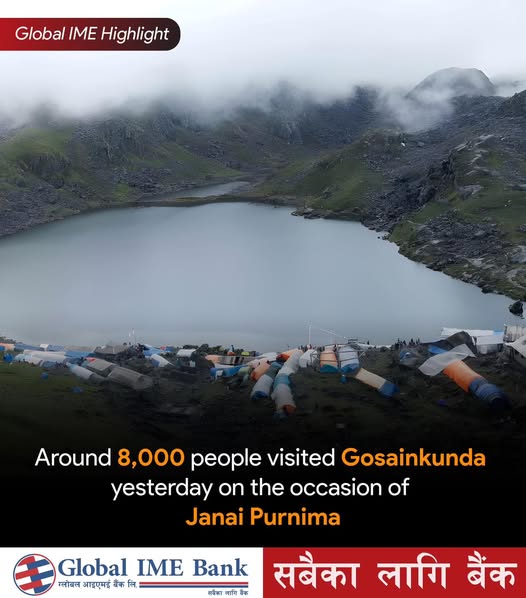 Global IME Highlight
Around 8,000 people visited Gosainkunda
yesterday on the occasion of
Janai Purnima
Global IME Bank
ग्लोबल आइएमई बैंक लि.
सबैका लागि बैंक
सबैका लागि बैंक